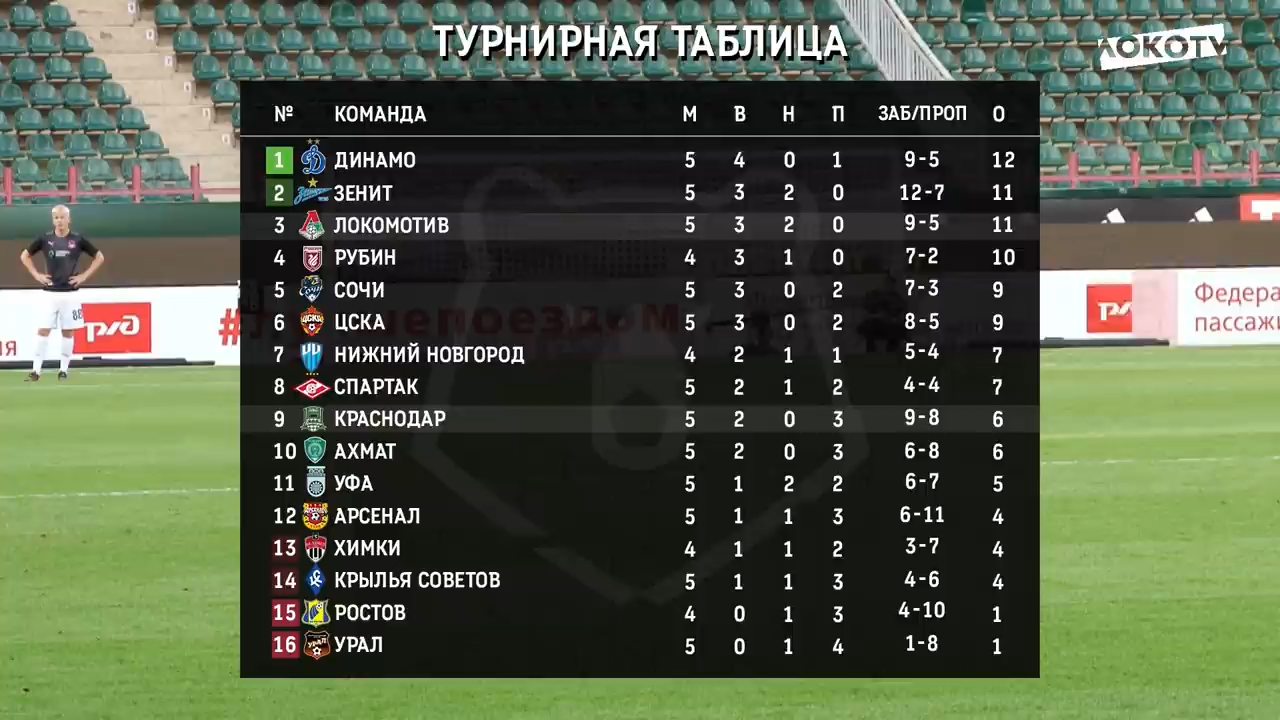 ТУРНИРНАЯ ТАБЛИЦА
ЛОКОTV
№ КОМАНДА М В Н П ЗАБ/ПРОП О
1 ДИНАМО 5 4 0 1 9-5 12
2 ЗЕНИТ 5 3 2 0 12-7 11
3 ЛОКОМОТИВ 5 3 2 0 9-5 11
4 РУБИН 4 3 1 0 7-2 10
5 СОЧИ 5 3 0 2 7-3 9
6 ЦСКА 5 3 0 2 8-5 9
7 НИЖНИЙ НОВГОРОД 4 2 1 1 5-4 7
8 СПАРТАК 5 2 1 2 4-4 7
9 КРАСНОДАР 5 2 0 3 9-8 6
10 АХМАТ 5 2 0 3 6-8 6
11 УФА 5 1 2 2 6-7 5
12 АРСЕНАЛ 5 1 1 3 6-11 4
13 ХИМКИ 4 1 1 2 3-7 4
14 КРЫЛЬЯ СОВЕТОВ 5 1 1 3 4-6 4
15 РОСТОВ 4 0 1 3 4-10 1
16 УРАЛ 5 0 1 4 1-8 1
88
ржд
Федера
пассажи